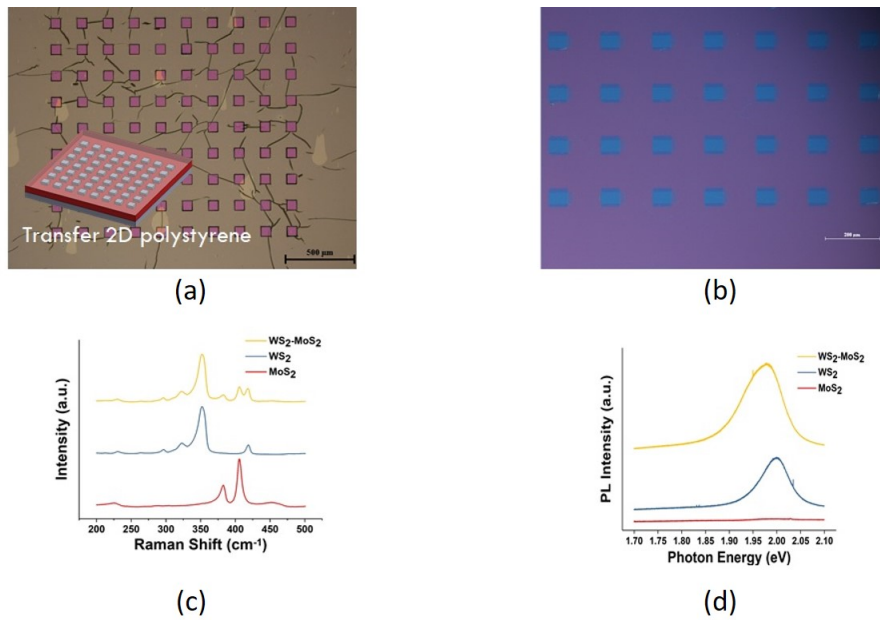 Transfer 2D polystyrene
500 μm
(a)
200 μm
(b)
WS2-MoS2
WS2
MoS2
Intensity (a.u.)
200 250 300 350 400 450 500
Raman Shift (cm-1)
(c)
WS2-MoS2
WS2
MoS2
PL Intensity (a.u.)
1.70 1.75 1.80 1.85 1.90 1.95 2.00 2.05 2.10
Photon Energy (eV)
(d)